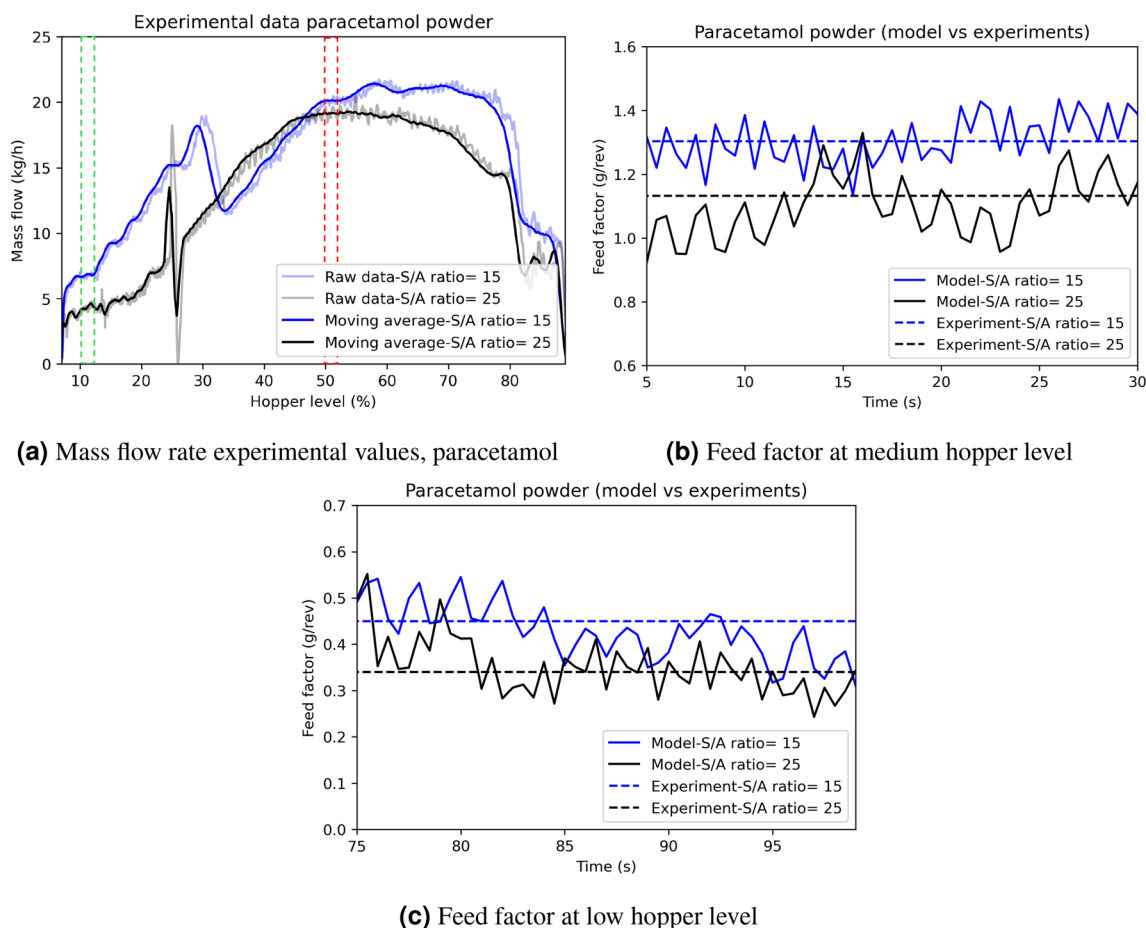 Experimental data paracetamol powder
25
20
15
10
5
0
Mass flow (kg/h)
10 20 30 40 50 60 70 80
Hopper level (%)
Raw data-S/A ratio= 15
Raw data-S/A ratio= 25
Moving average-S/A ratio= 15
Moving average-S/A ratio= 25
(a) Mass flow rate experimental values, paracetamol
Paracetamol powder (model vs experiments)
1.6
1.4
1.2
1.0
0.8
0.6
Feed factor (g/rev)
5 10 15 20 25 30
Time (s)
Model-S/A ratio= 15
Model-S/A ratio= 25
Experiment-S/A ratio= 15
Experiment-S/A ratio= 25
(b) Feed factor at medium hopper level
Paracetamol powder (model vs experiments)
0.7
0.6
0.5
0.4
0.3
0.2
0.1
0.0
Feed factor (g/rev)
75 80 85 90 95
Time (s)
Model-S/A ratio= 15
Model-S/A ratio= 25
Experiment-S/A ratio= 15
Experiment-S/A ratio= 25
(c) Feed factor at low hopper level